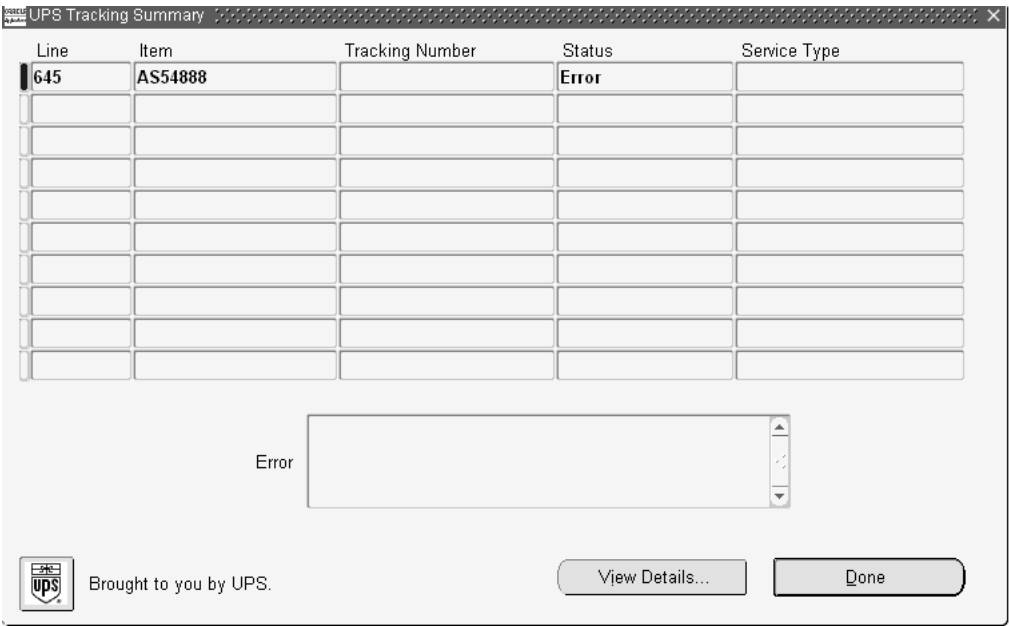 UPS Tracking Summary
Line Item Tracking Number Status Service Type
645 AS54888 Error
Error
ups
Brought to you by UPS.
View Details...
Done